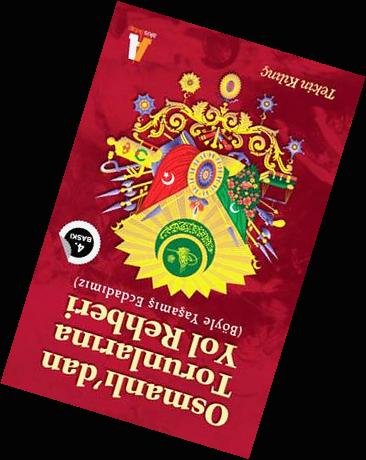 Osmanlı'dan
Torunlarına
Yol Rehberi
(Böyle Yaşamış Ecdadımız)
4.
BASKI
Tekin Kılınç